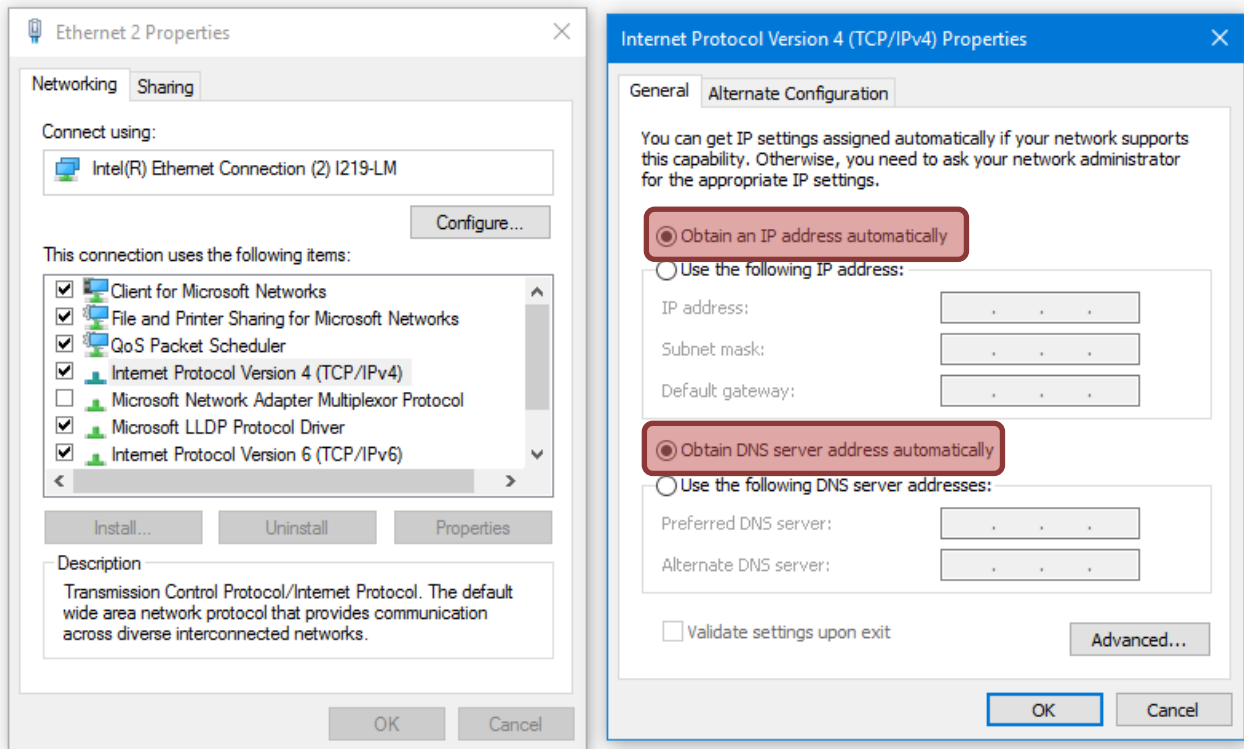 Ethernet 2 Properties
Networking
Sharing
Connect using:
Intel(R) Ethernet Connection (2) I219-LM
Configure...
This connection uses the following items:
Client for Microsoft Networks
File and Printer Sharing for Microsoft Networks
QoS Packet Scheduler
Internet Protocol Version 4 (TCP/IPv4)
Microsoft Network Adapter Multiplexor Protocol
Microsoft LLDP Protocol Driver
Internet Protocol Version 6 (TCP/IPv6)
Install...
Uninstall
Properties
Description
Transmission Control Protocol/Internet Protocol. The default
wide area network protocol that provides communication
across diverse interconnected networks.
OK
Cancel
Internet Protocol Version 4 (TCP/IPv4) Properties
General
Alternate Configuration
You can get IP settings assigned automatically if your network supports
this capability. Otherwise, you need to ask your network administrator
for the appropriate IP settings.
Obtain an IP address automatically
Use the following IP address:
IP address:
. . .
Subnet mask:
. . .
Default gateway:
. . .
Obtain DNS server address automatically
Use the following DNS server addresses:
Preferred DNS server:
. . .
Alternate DNS server:
. . .
Validate settings upon exit
Advanced...
OK
Cancel